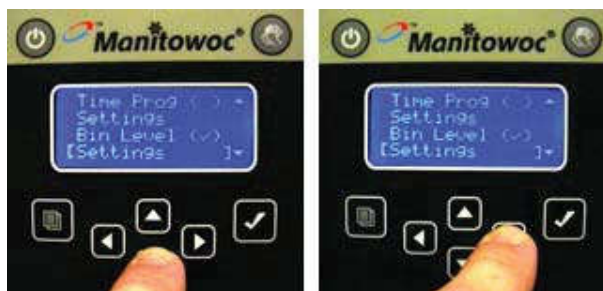 Manitowoc®
Time Prog ( )
Settings
Bin Level (✓)
[Settings ]
Manitowoc®
Time Prog ( )
Settings
Bin Level (✓)
[Settings ]